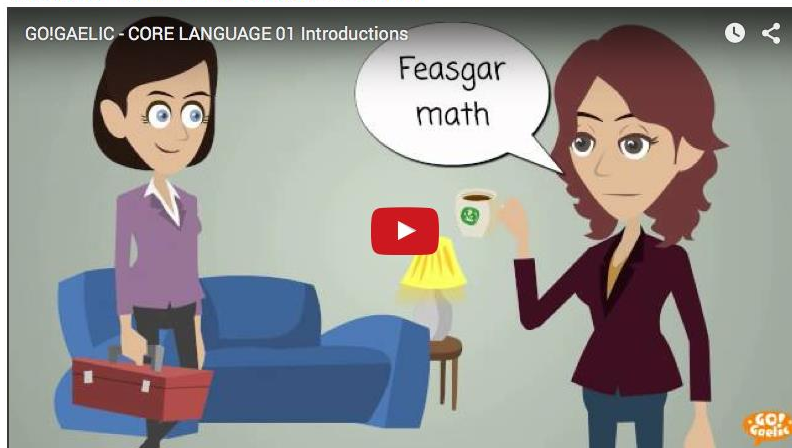 GO!GAELIC - CORE LANGUAGE 01 Introductions
Feasgar
math
GO!
Gaelic